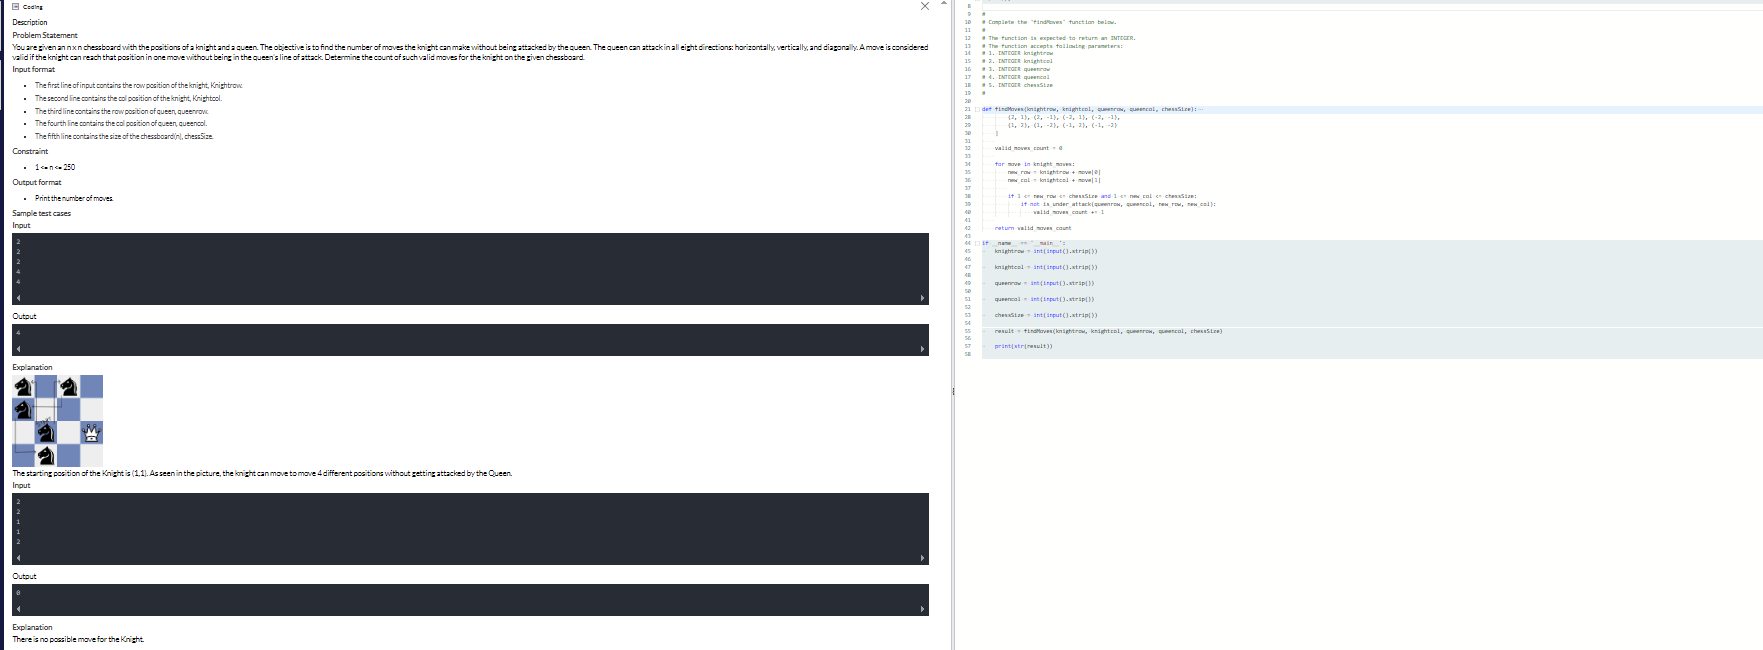 Coding
Description
Problem Statement
You are given an n x n chessboard with the positions of a knight and a queen. The objective is to find the number of moves the knight can make without being attacked by the queen. The queen can attack in all eight directions: horizontally, vertically, and diagonally. A move is considered
valid if the knight can reach that position in one move without being in the queen's line of attack. Determine the count of such valid moves for the knight on the given chessboard.
Input format
• The first line of input contains the row position of the knight, Knightrow.
• The second line contains the col position of the knight, Knightcol.
• The third line contains the row position of queen, queenrow.
• The fourth line contains the col position of queen, queencol.
• The fifth line contains the size of the chessboard(n), chessSize.
Constraint
• 1 <= n <= 250
Output format
• Print the number of moves.
Sample test cases
Input
2
2
2
4
4
Output
4
Explanation
The starting position of the Knight is (1,1). As seen in the picture, the knight can move to move 4 different positions without getting attacked by the Queen.
Input
2
2
1
1
2
Output
0
Explanation
There is no possible move for the Knight.
8
9 #
10 # Complete the 'findMoves' function below.
11 #
12 # The function is expected to return an INTEGER.
13 # The function accepts following parameters:
14 # 1. INTEGER knightrow
15 # 2. INTEGER knightcol
16 # 3. INTEGER queenrow
17 # 4. INTEGER queencol
18 # 5. INTEGER chessSize
19 #
20
21 def findMoves(knightrow, knightcol, queenrow, queencol, chessSize):
28 (2, 1), (2, -1), (-2, 1), (-2, -1),
29 (1, 2), (1, -2), (-1, 2), (-1, -2)
30 ]
31
32 valid_moves_count = 0
33
34 for move in knight_moves:
35 new_row = knightrow + move[0]
36 new_col = knightcol + move[1]
37
38 if 1 <= new_row <= chessSize and 1 <= new_col <= chessSize:
39 if not is_under_attack(queenrow, queencol, new_row, new_col):
40 valid_moves_count += 1
41
42 return valid_moves_count
43
44 if __name__ == '__main__':
45 knightrow = int(input().strip())
46
47 knightcol = int(input().strip())
48
49 queenrow = int(input().strip())
50
51 queencol = int(input().strip())
52
53 chessSize = int(input().strip())
54
55 result = findMoves(knightrow, knightcol, queenrow, queencol, chessSize)
56
57 print(str(result))
58